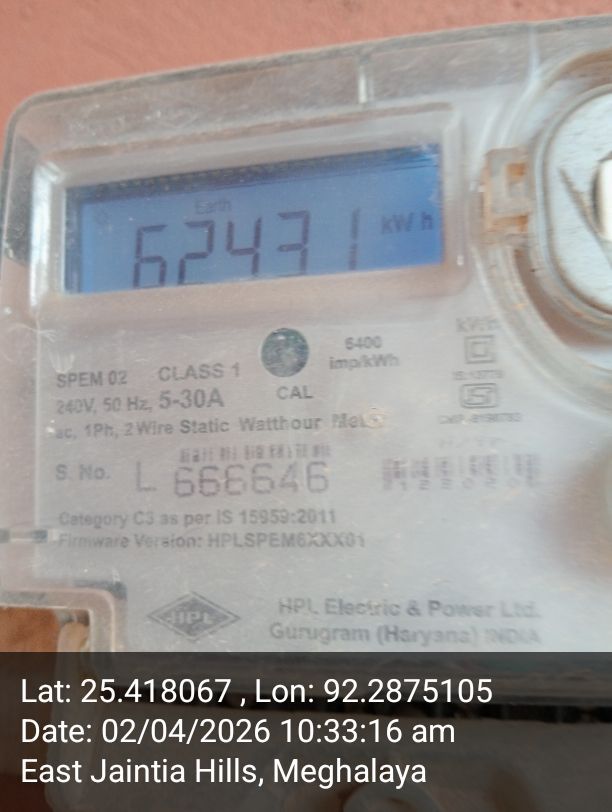 Earth
62431 kWh
6400
imp/kWh
kWh
SPEM 02 CLASS 1
240V, 50 Hz, 5-30A
CAL
ac, 1Ph, 2 Wire Static Watthour Meter
S. No. L 666646
Category C3 as per IS 15959:2011
Firmware Version: HPLSPEM6XXX01
HPL
HPL Electric & Power Ltd.
Gurugram (Haryana) INDIA
Lat: 25.418067 , Lon: 92.2875105
Date: 02/04/2026 10:33:16 am
East Jaintia Hills, Meghalaya